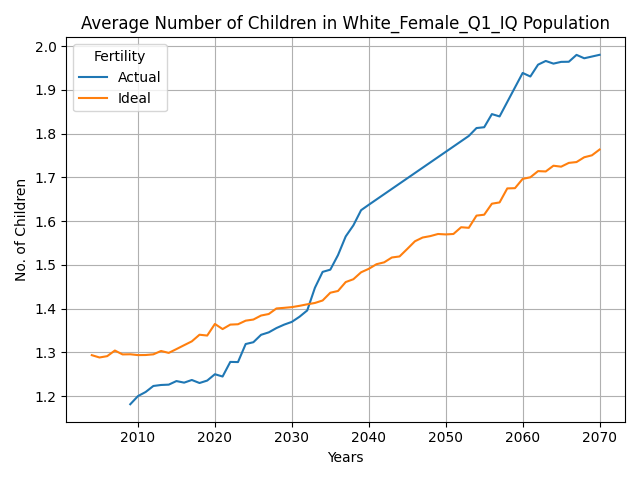 Average Number of Children in White_Female_Q1_IQ Population
Fertility
Actual
Ideal
No. of Children
2.0
1.9
1.8
1.7
1.6
1.5
1.4
1.3
1.2
2010 2020 2030 2040 2050 2060 2070
Years